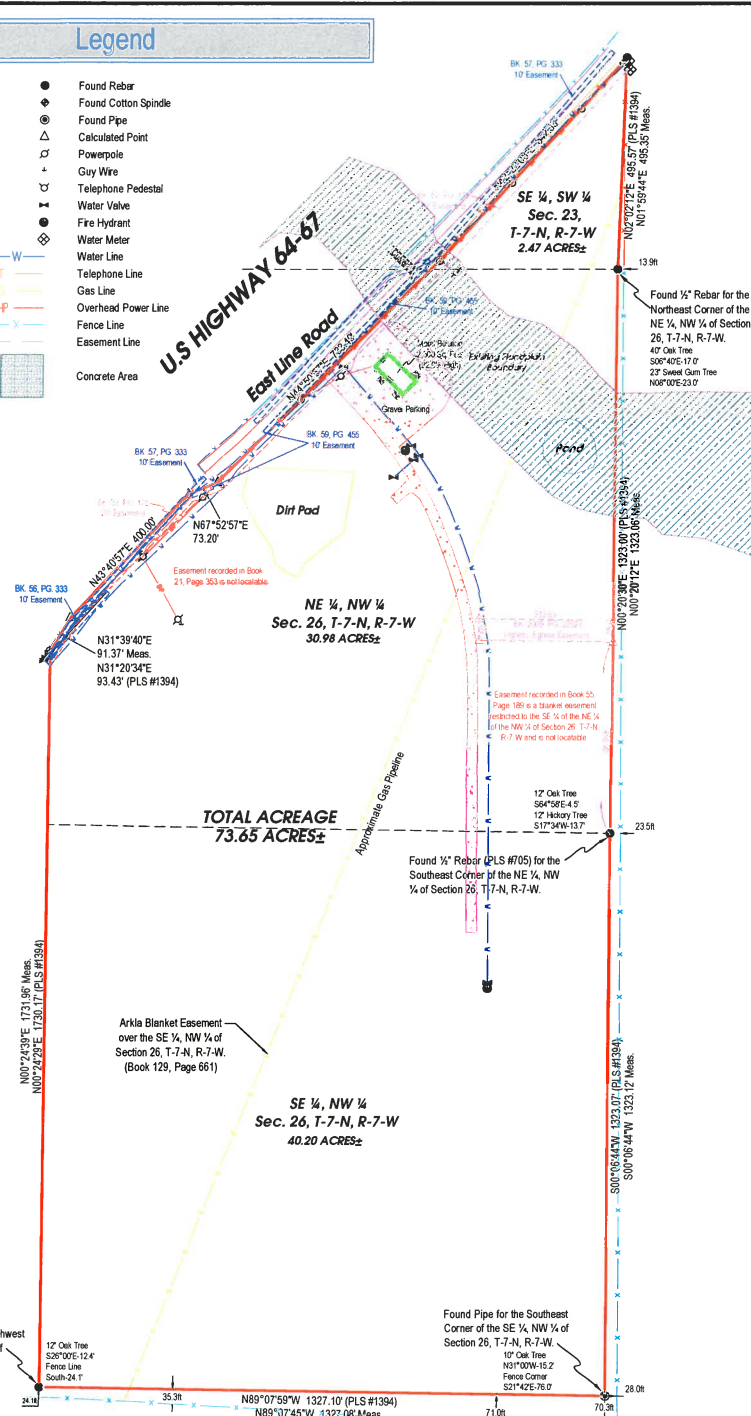 Legend
Found Rebar
Found Cotton Spindle
Found Pipe
Calculated Point
Powerpole
Guy Wire
Telephone Pedestal
Water Valve
Fire Hydrant
Water Meter
W
Water Line
Telephone Line
Gas Line
Overhead Power Line
X
Fence Line
Easement Line
Concrete Area
BK. 57, PG. 333
10' Easement
N02°02'12"E 495.57' (PLS #1394)
N01°59'44"E 495.35' Meas.
SE ¼, SW ¼
Sec. 23,
T-7-N, R-7-W
2.47 ACRES±
13.9ft
U.S HIGHWAY 64-67
East Line Road
BK. 59, PG. 455
10' Easement
Found ½" Rebar for the
Northeast Corner of the
NE ¼, NW ¼ of Section
26, T-7-N, R-7-W.
40" Oak Tree
S06°40'E-17.0'
23" Sweet Gum Tree
N08°00'E-23.0'
Existing Floodplain
Boundary
Gravel Parking
Pond
BK. 59, PG. 455
10' Easement
BK. 57, PG. 333
10' Easement
Dirt Pad
N67°52'57"E
73.20'
N43°40'57"E 400.00'
Easement recorded in Book
21, Page 353 is not locatable.
BK. 56, PG. 333
10' Easement
NE ¼, NW ¼
Sec. 26, T-7-N, R-7-W
30.98 ACRES±
N00°20'30"E 1323.00' (PLS #1394)
N00°20'12"E 1323.06' Meas.
N31°39'40"E
91.37' Meas.
N31°20'34"E
93.43' (PLS #1394)
Easement recorded in Book 55,
Page 189 is a blanket easement
restricted to the SE ¼ of the NE ¼
of the NW ¼ of Section 26, T-7-N,
R-7-W and is not locatable
Approximate Gas Pipeline
TOTAL ACREAGE
73.65 ACRES±
12" Oak Tree
S64°58'E-4.5'
12" Hickory Tree
S17°34'W-13.7'
23.5ft
Found ½" Rebar (PLS #705) for the
Southeast Corner of the NE ¼, NW
¼ of Section 26, T-7-N, R-7-W.
N00°24'39"E 1731.96' Meas.
N00°24'29"E 1730.17' (PLS #1394)
Arkla Blanket Easement
over the SE ¼, NW ¼ of
Section 26, T-7-N, R-7-W.
(Book 129, Page 661)
SE ¼, NW ¼
Sec. 26, T-7-N, R-7-W
40.20 ACRES±
S00°06'44"W 1323.07' (PLS #1394)
S00°06'44"W 1323.12' Meas.
Found Pipe for the Southeast
Corner of the SE ¼, NW ¼ of
Section 26, T-7-N, R-7-W.
10" Oak Tree
N31°00'W-15.2'
Fence Corner
S21°42'E-76.0'
28.0ft
12" Oak Tree
S26°00'E-12.4'
Fence Line
South-24.1'
24.1ft
35.3ft
N89°07'59"W 1327.10' (PLS #1394)
N89°07'45"W 1327.08' Meas.
71.0ft
70.3ft